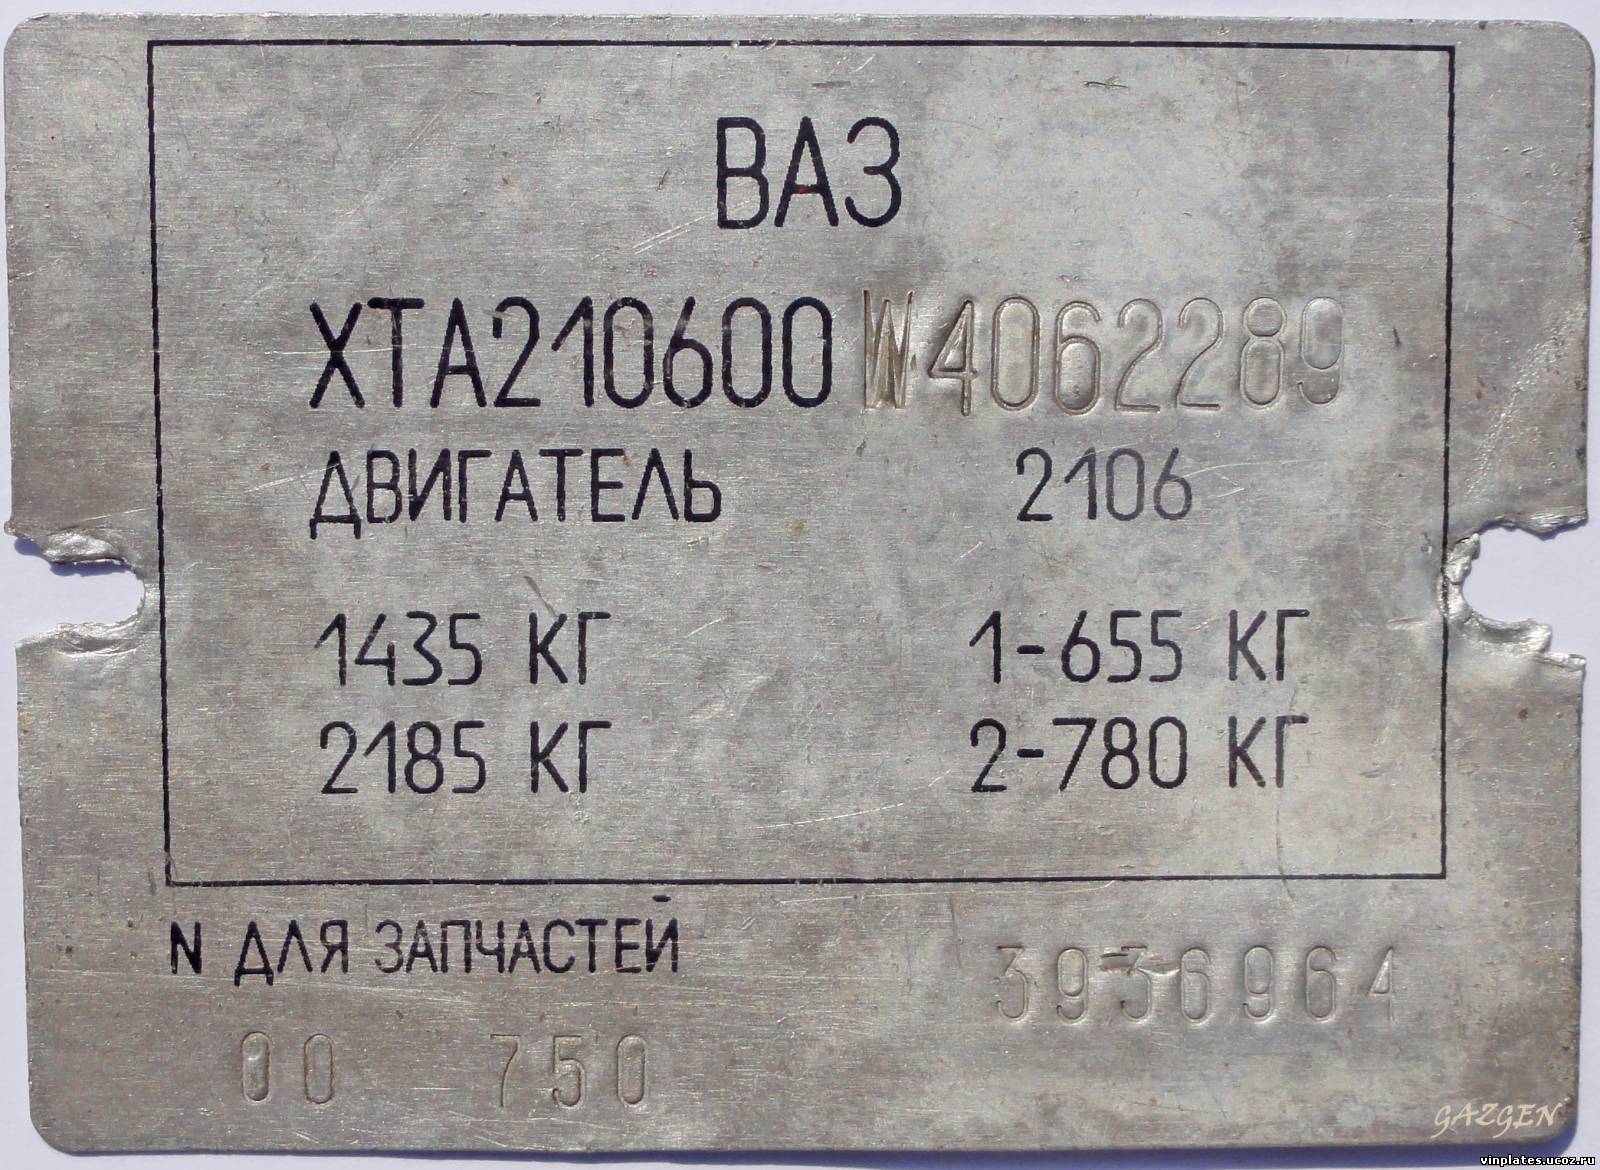 ВАЗ
ХТА210600W4062289
ДВИГАТЕЛЬ 2106
1435 КГ 1-655 КГ
2185 КГ 2-780 КГ
N ДЛЯ ЗАПЧАСТЕЙ 3936964
00 750
GAZGEN
vinplates.ucoz.ru